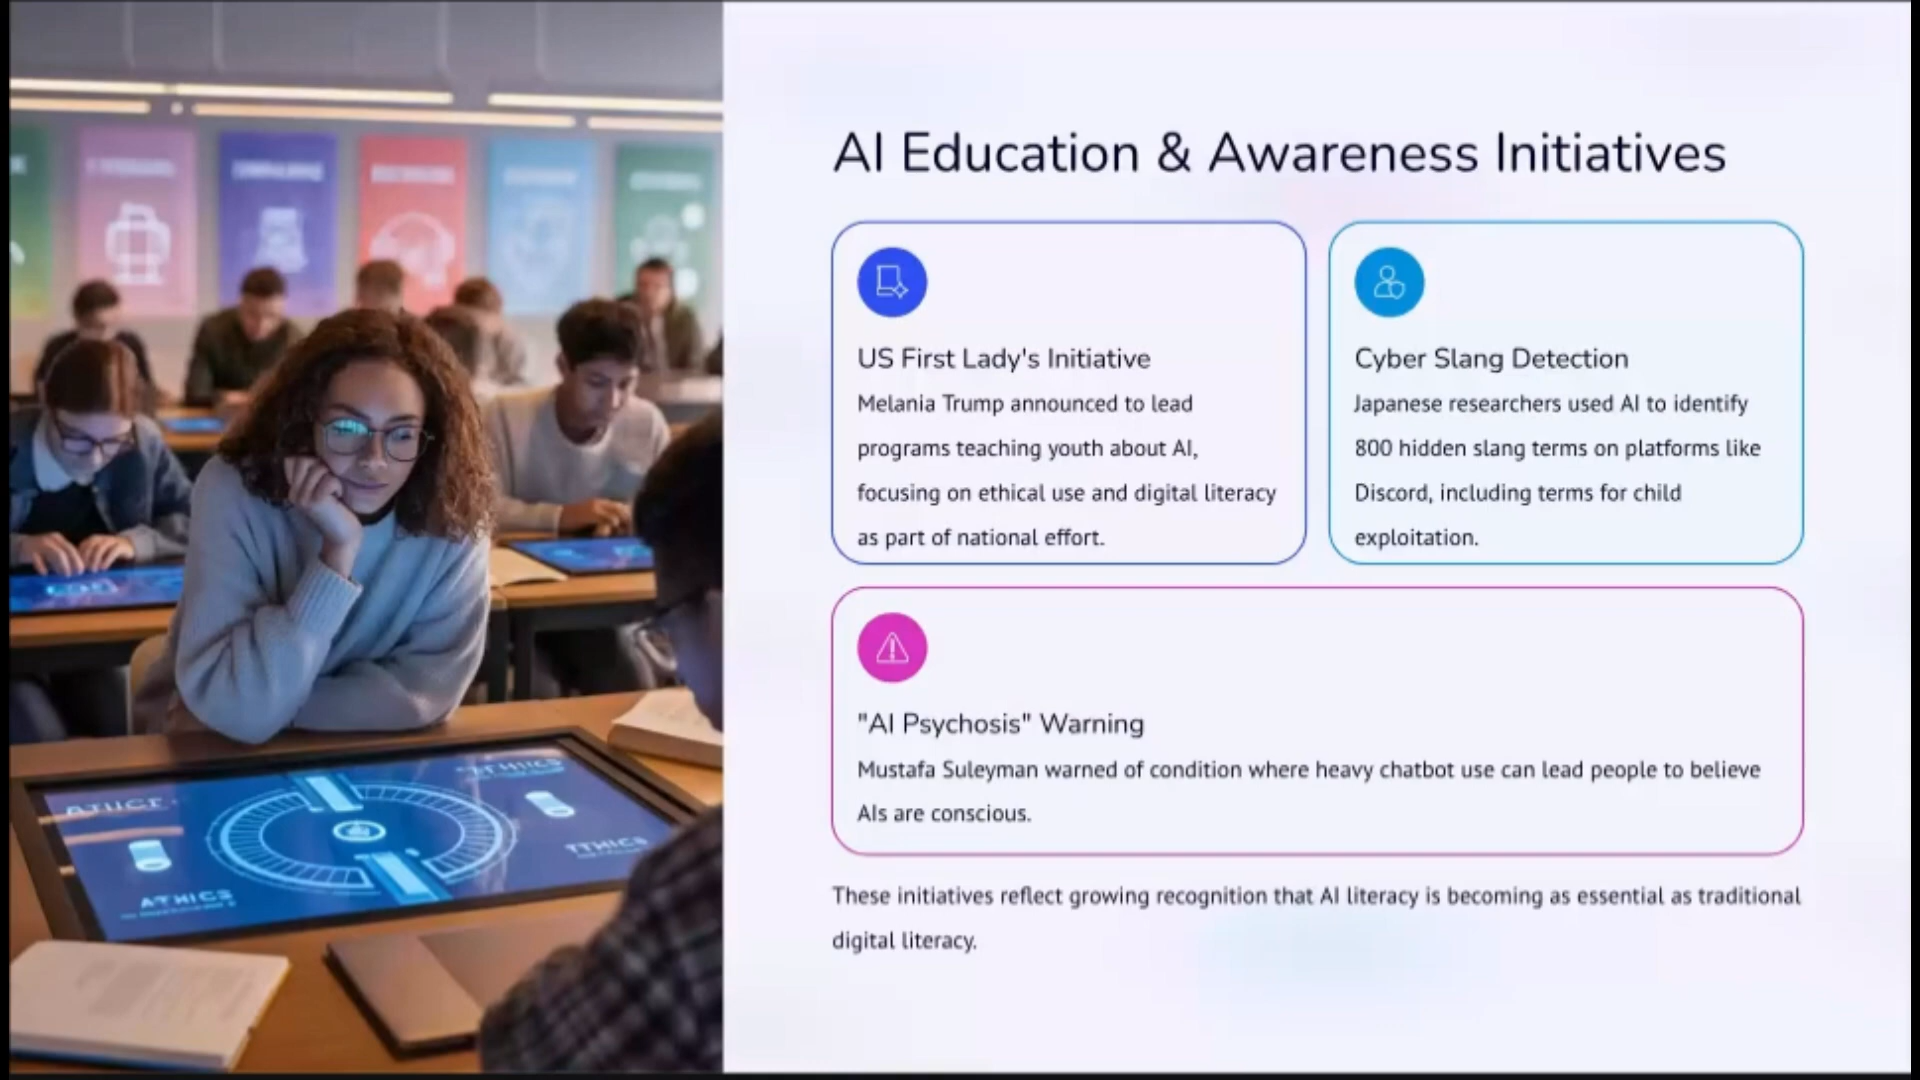 AI Education & Awareness Initiatives
US First Lady's Initiative
Melania Trump announced to lead
programs teaching youth about AI,
focusing on ethical use and digital literacy
as part of national effort.
Cyber Slang Detection
Japanese researchers used AI to identify
800 hidden slang terms on platforms like
Discord, including terms for child
exploitation.
"AI Psychosis" Warning
Mustafa Suleyman warned of condition where heavy chatbot use can lead people to believe
AIs are conscious.
These initiatives reflect growing recognition that AI literacy is becoming as essential as traditional
digital literacy.